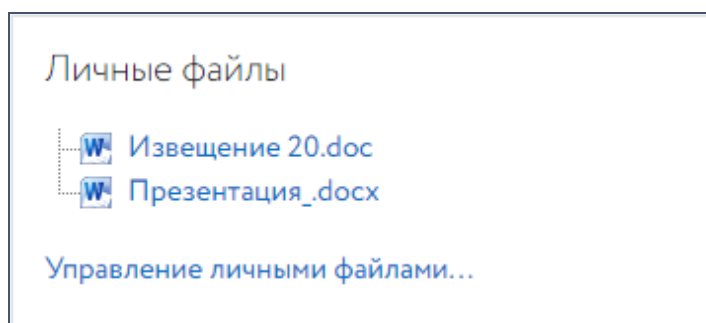 Личные файлы
Извещение 20.doc
Презентация_.docx
Управление личными файлами...